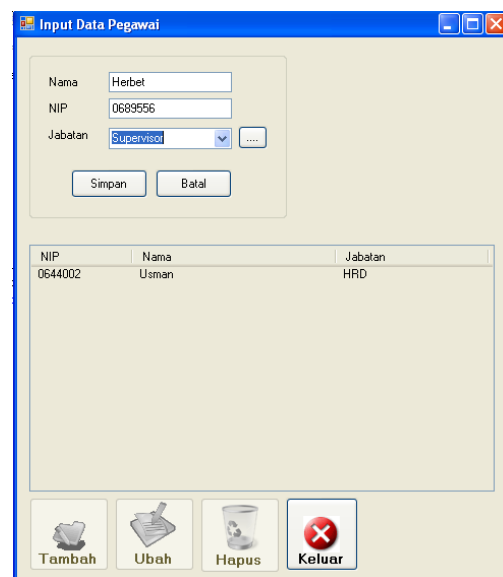 Input Data Pegawai
Nama Herbet
NIP 0689556
Jabatan Supervisor ....
Simpan Batal
NIP Nama Jabatan
0644002 Usman HRD
Tambah Ubah Hapus Keluar